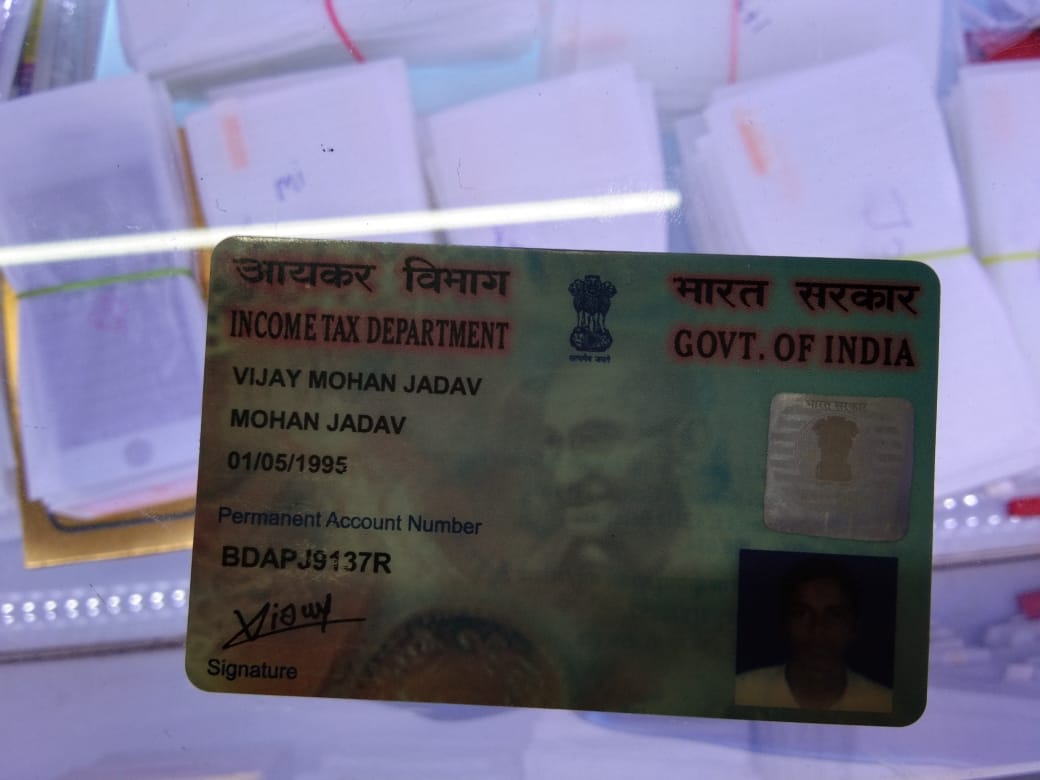 आयकर विभाग भारत सरकार
INCOME TAX DEPARTMENT GOVT. OF INDIA
सत्यमेव जयते
VIJAY MOHAN JADAV
भारत सरकार
MOHAN JADAV
01/05/1995
Permanent Account Number
BDAPJ9137R
Signature